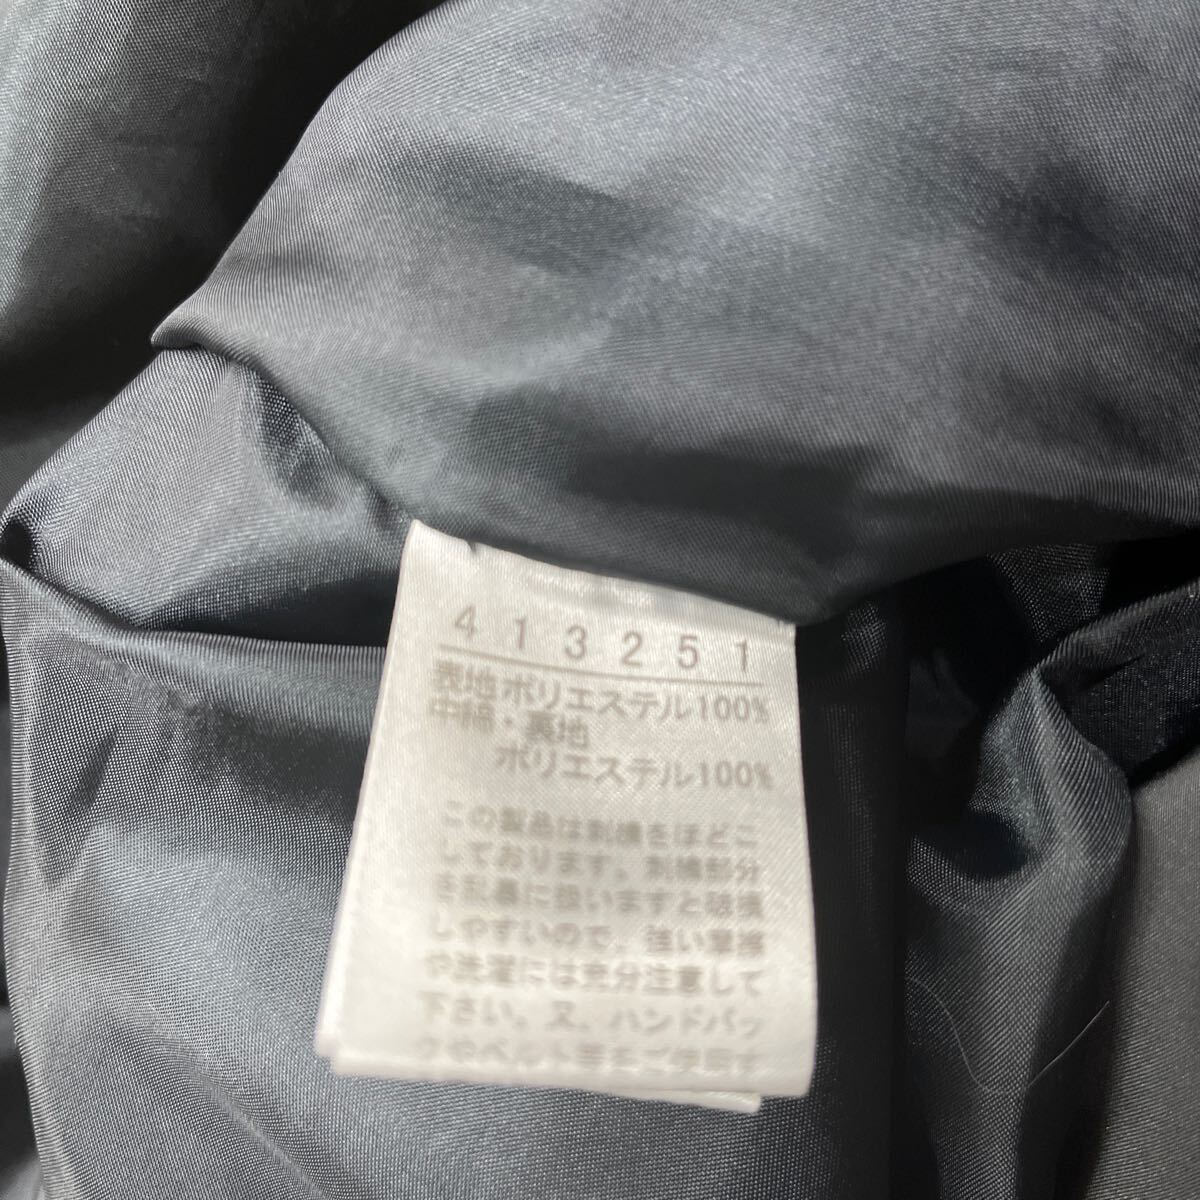 413251
表地 ポリエステル100%
中綿・裏地
ポリエステル100%
この製品は刺繍をほどこ
しております。刺繍部分
を乱暴に扱いますと破損
しやすいので、強い摩擦
や洗濯には充分注意して
下さい。又、ハンドバッ
グやベルト等をご使用す